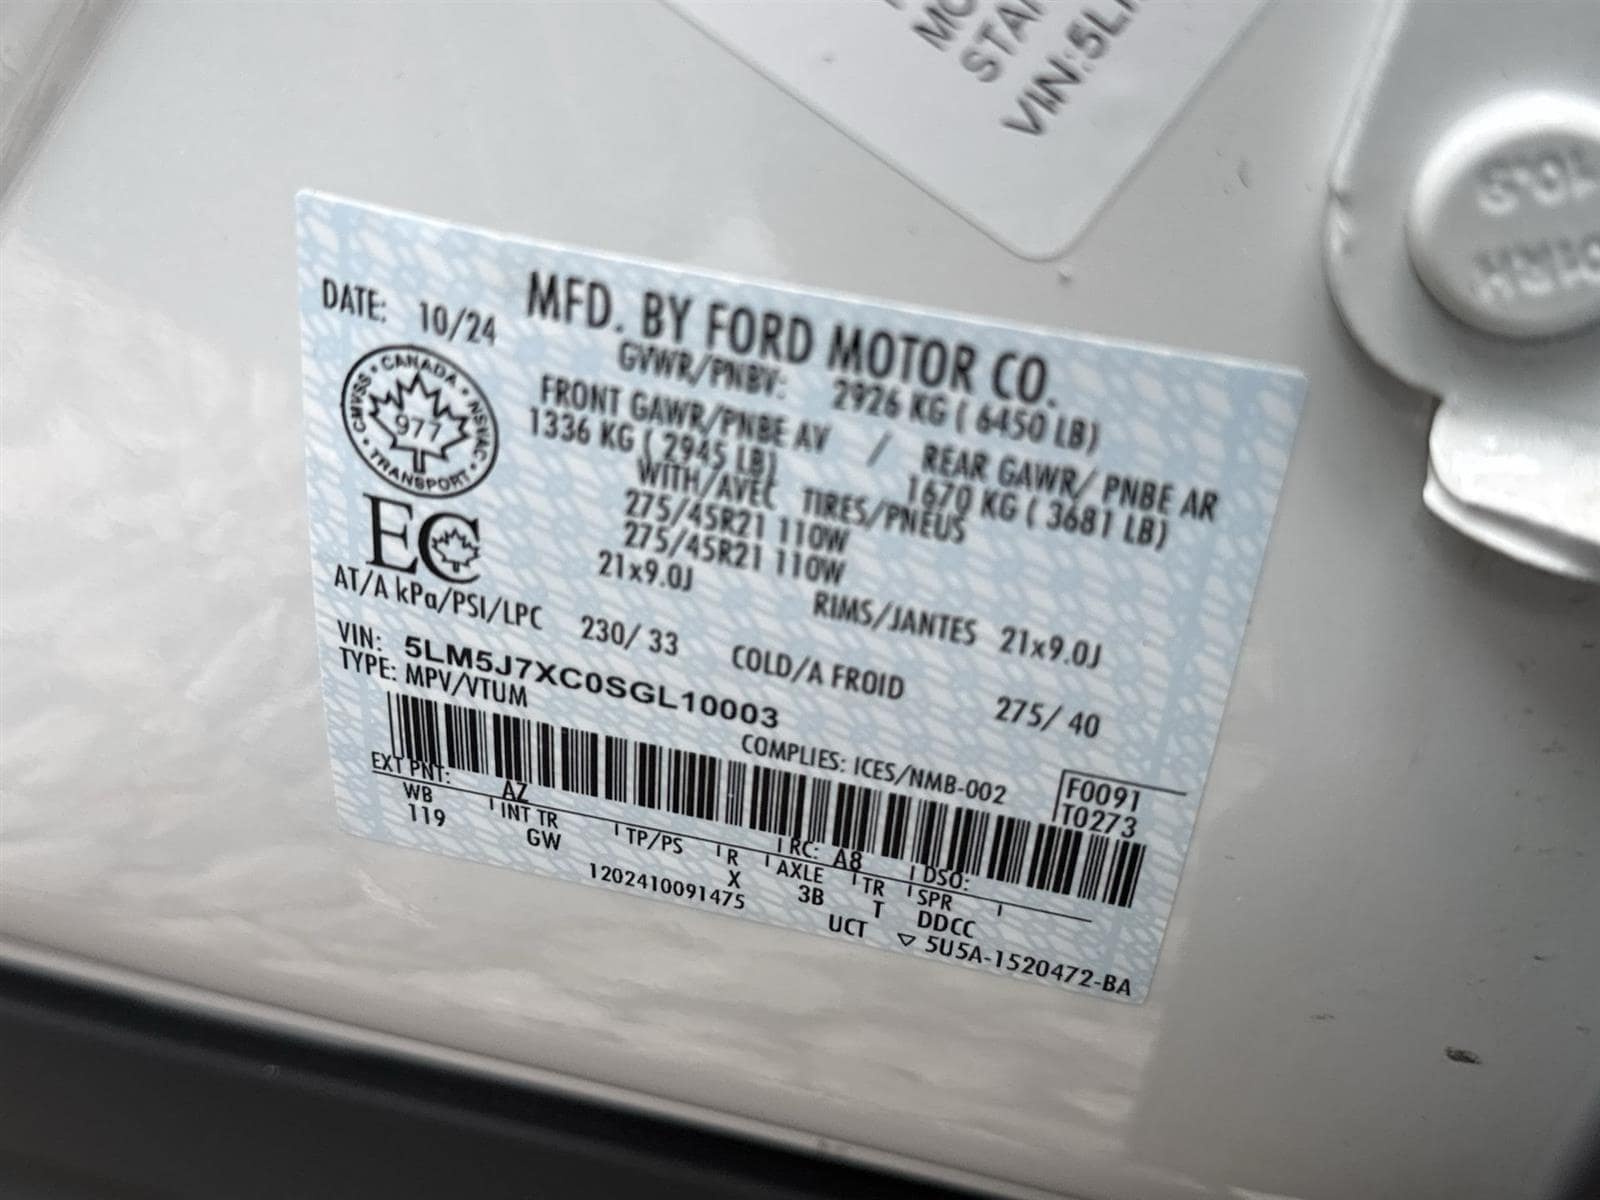 STA
VIN:5L
DATE: 10/24
MFD. BY FORD MOTOR CO.
GVWR/PNBV: 2926 KG ( 6450 LB)
FRONT GAWR/PNBE AV / REAR GAWR/ PNBE AR
1336 KG ( 2945 LB) 1670 KG ( 3681 LB)
WITH/AVEC TIRES/PNEUS
275/45R21 110W
275/45R21 110W
21x9.0J RIMS/JANTES 21x9.0J
CANADA • NSVAC • TRANSPORT • CMVSS •
977
EC
AT/A kPa/PSI/LPC 230/ 33 COLD/A FROID 275/ 40
VIN: 5LM5J7XC0SGL10003
TYPE: MPV/VTUM
COMPLIES: ICES/NMB-002
F0091
T0273
EXT PNT: AZ RC: A8 DSO:
WB INT TR TP/PS R AXLE TR SPR
119 GW X 3B T DDCC
1202410091475 UCT ▽ 5U5A-1520472-BA